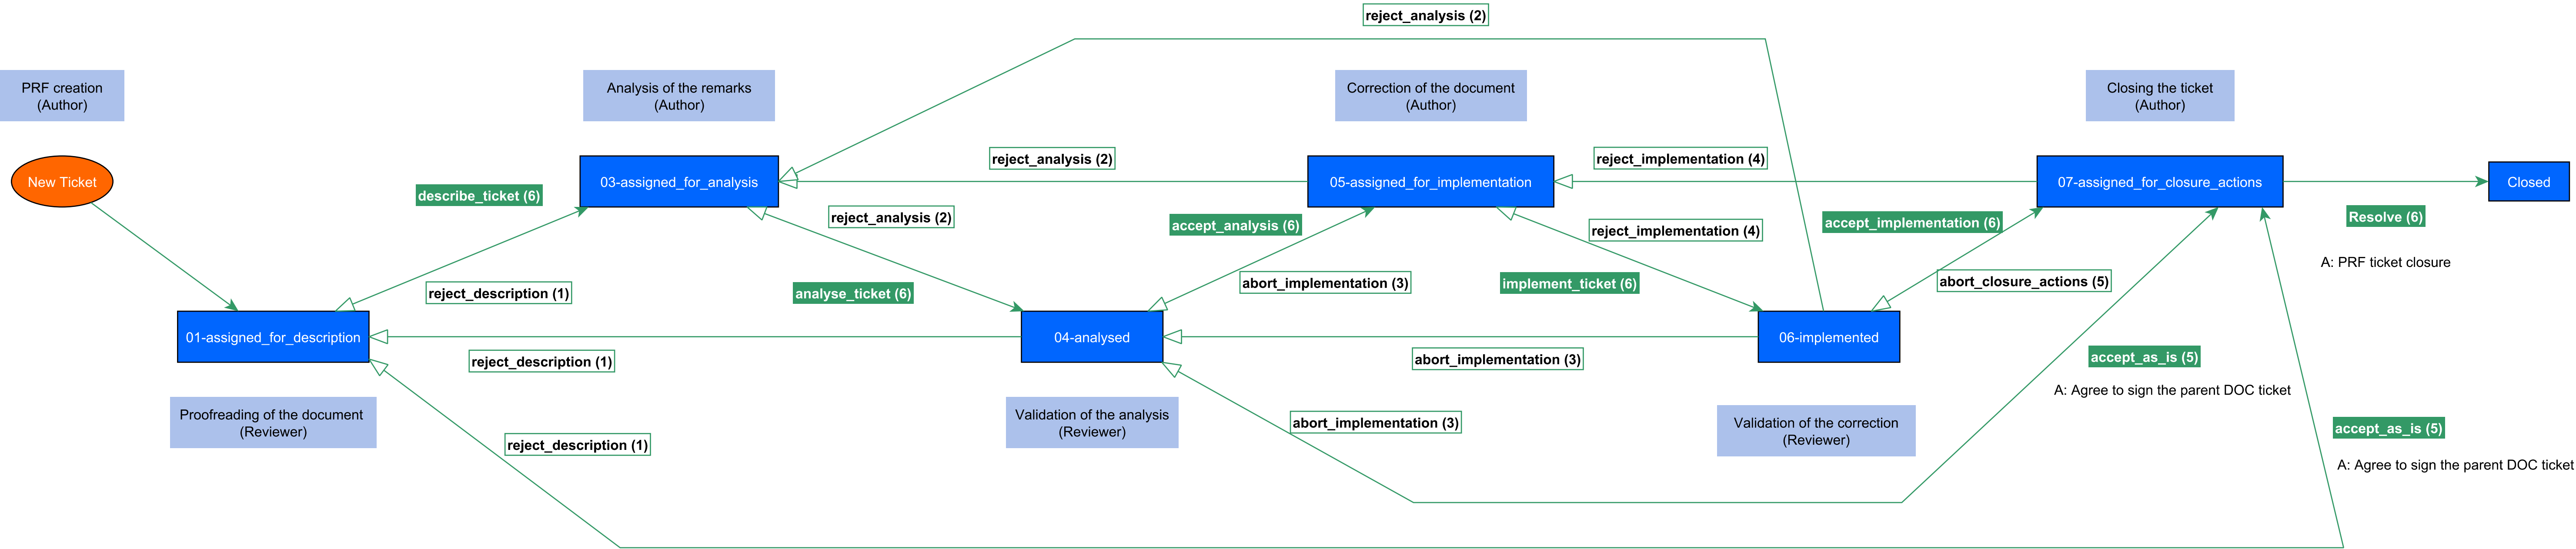 reject_analysis (2)
PRF creation
(Author)
Analysis of the remarks
(Author)
Correction of the document
(Author)
Closing the ticket
(Author)
New Ticket
describe_ticket (6)
03-assigned_for_analysis
reject_analysis (2)
reject_analysis (2)
05-assigned_for_implementation
accept_analysis (6)
reject_implementation (4)
reject_implementation (4)
07-assigned_for_closure_actions
accept_implementation (6)
Closed
Resolve (6)
A: PRF ticket closure
reject_description (1)
analyse_ticket (6)
abort_implementation (3)
implement_ticket (6)
abort_closure_actions (5)
01-assigned_for_description
04-analysed
06-implemented
reject_description (1)
abort_implementation (3)
accept_as_is (5)
A: Agree to sign the parent DOC ticket
Proofreading of the document
(Reviewer)
Validation of the analysis
(Reviewer)
abort_implementation (3)
Validation of the correction
(Reviewer)
reject_description (1)
accept_as_is (5)
A: Agree to sign the parent DOC ticket